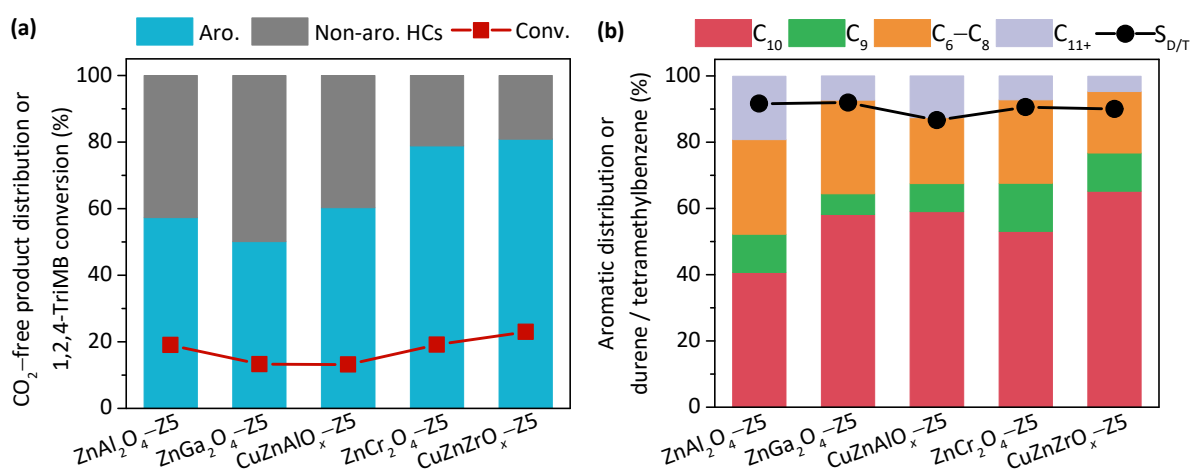 (a)
Aro. Non-aro. HCs Conv.
CO₂−free product distribution or
1,2,4-TriMB conversion (%)
100
80
60
40
20
0
ZnAl₂O₄−Z5
ZnGa₂O₄−Z5
CuZnAlOₓ−Z5
ZnCr₂O₄−Z5
CuZnZrOₓ−Z5
(b)
C₁₀ C₉ C₆−C₈ C₁₁₊ S_D/T
Aromatic distribution or
durene / tetramethylbenzene (%)
100
80
60
40
20
0
ZnAl₂O₄−Z5
ZnGa₂O₄−Z5
CuZnAlOₓ−Z5
ZnCr₂O₄−Z5
CuZnZrOₓ−Z5